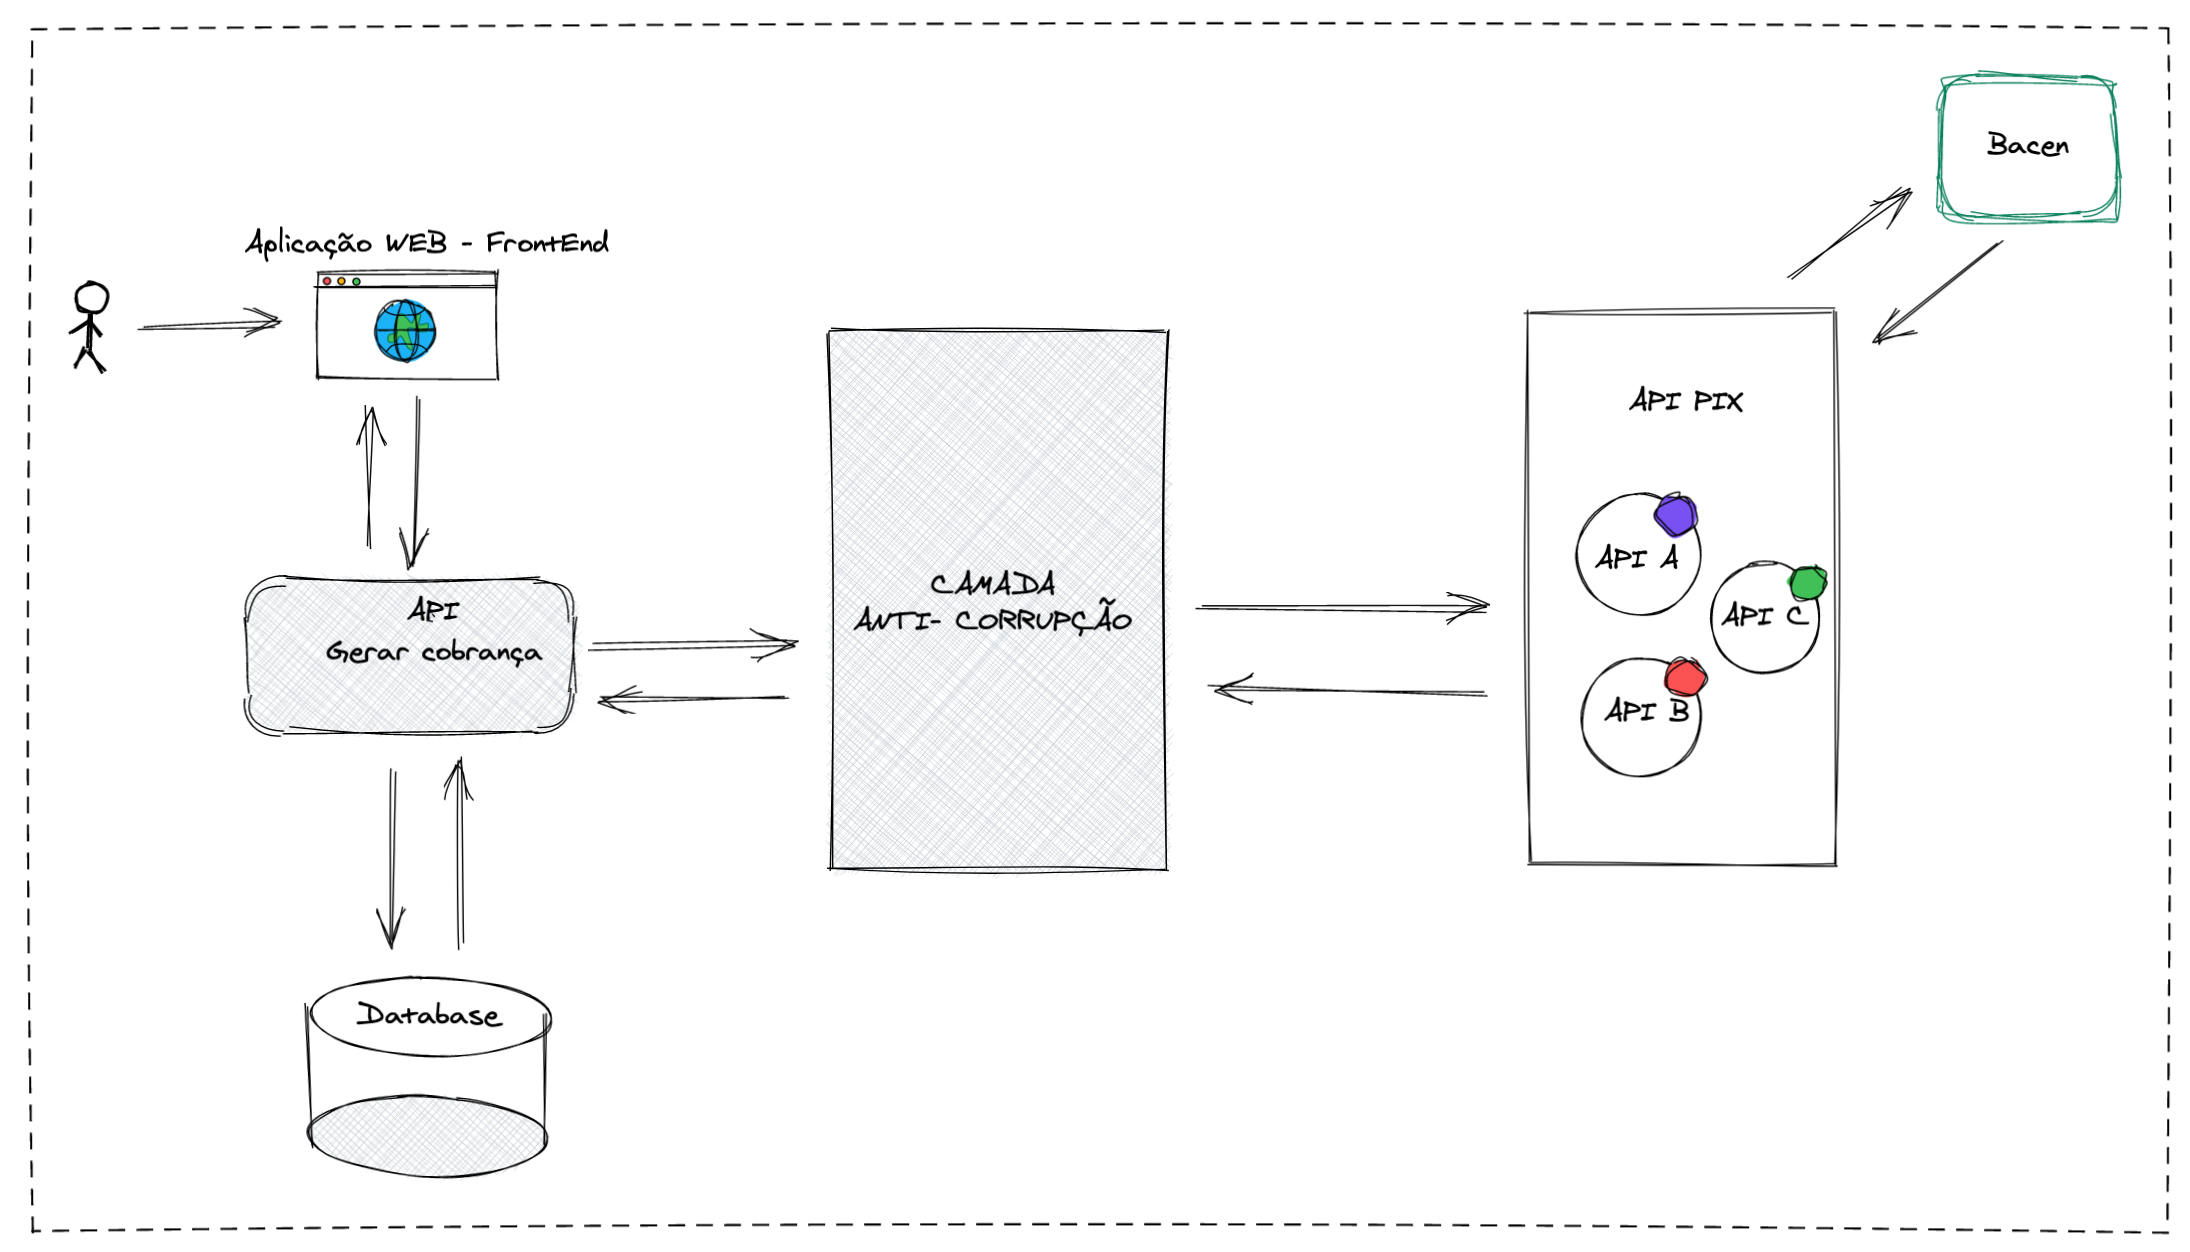 Bacen
Aplicação WEB - FrontEnd
API PIX
API A
API C
API B
CAMADA
ANTI- CORRUPÇÃO
API
Gerar cobrança
Database